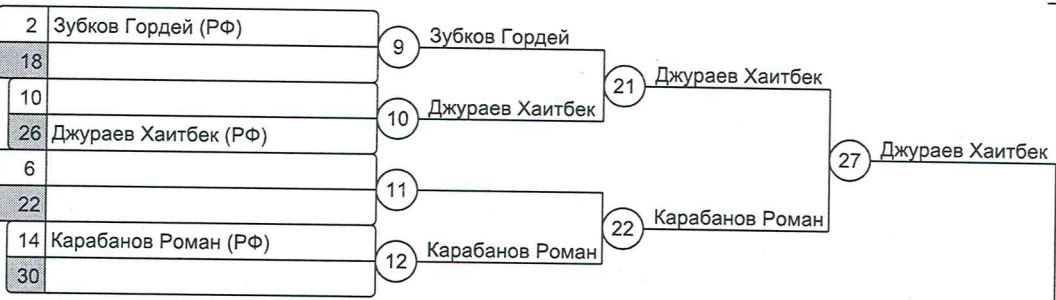 2 Зубков Гордей (РФ)
18
10
26 Джураев Хаитбек (РФ)
6
22
14 Карабанов Роман (РФ)
30
9 Зубков Гордей
10 Джураев Хаитбек
11
12 Карабанов Роман
21 Джураев Хаитбек
22 Карабанов Роман
27 Джураев Хаитбек